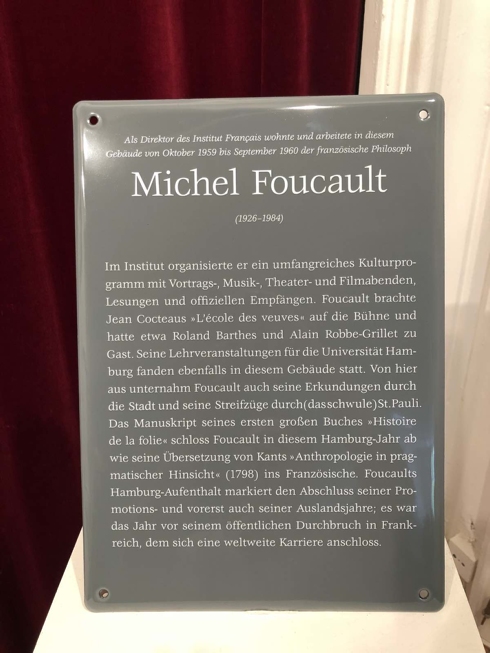 Als Direktor des Institut Français wohnte und arbeitete in diesem
Gebäude von Oktober 1959 bis September 1960 der französische Philosoph
Michel Foucault
(1926–1984)
Im Institut organisierte er ein umfangreiches Kulturpro-
gramm mit Vortrags-, Musik-, Theater- und Filmabenden,
Lesungen und offiziellen Empfängen. Foucault brachte
Jean Cocteaus »L'école des veuves« auf die Bühne und
hatte etwa Roland Barthes und Alain Robbe-Grillet zu
Gast. Seine Lehrveranstaltungen für die Universität Ham-
burg fanden ebenfalls in diesem Gebäude statt. Von hier
aus unternahm Foucault auch seine Erkundungen durch
die Stadt und seine Streifzüge durch(das schwule) St. Pauli.
Das Manuskript seines ersten großen Buches »Histoire
de la folie« schloss Foucault in diesem Hamburg-Jahr ab
wie seine Übersetzung von Kants »Anthropologie in prag-
matischer Hinsicht« (1798) ins Französische. Foucaults
Hamburg-Aufenthalt markiert den Abschluss seiner Pro-
motions- und vorerst auch seiner Auslandsjahre; es war
das Jahr vor seinem öffentlichen Durchbruch in Frank-
reich, dem sich eine weltweite Karriere anschloss.